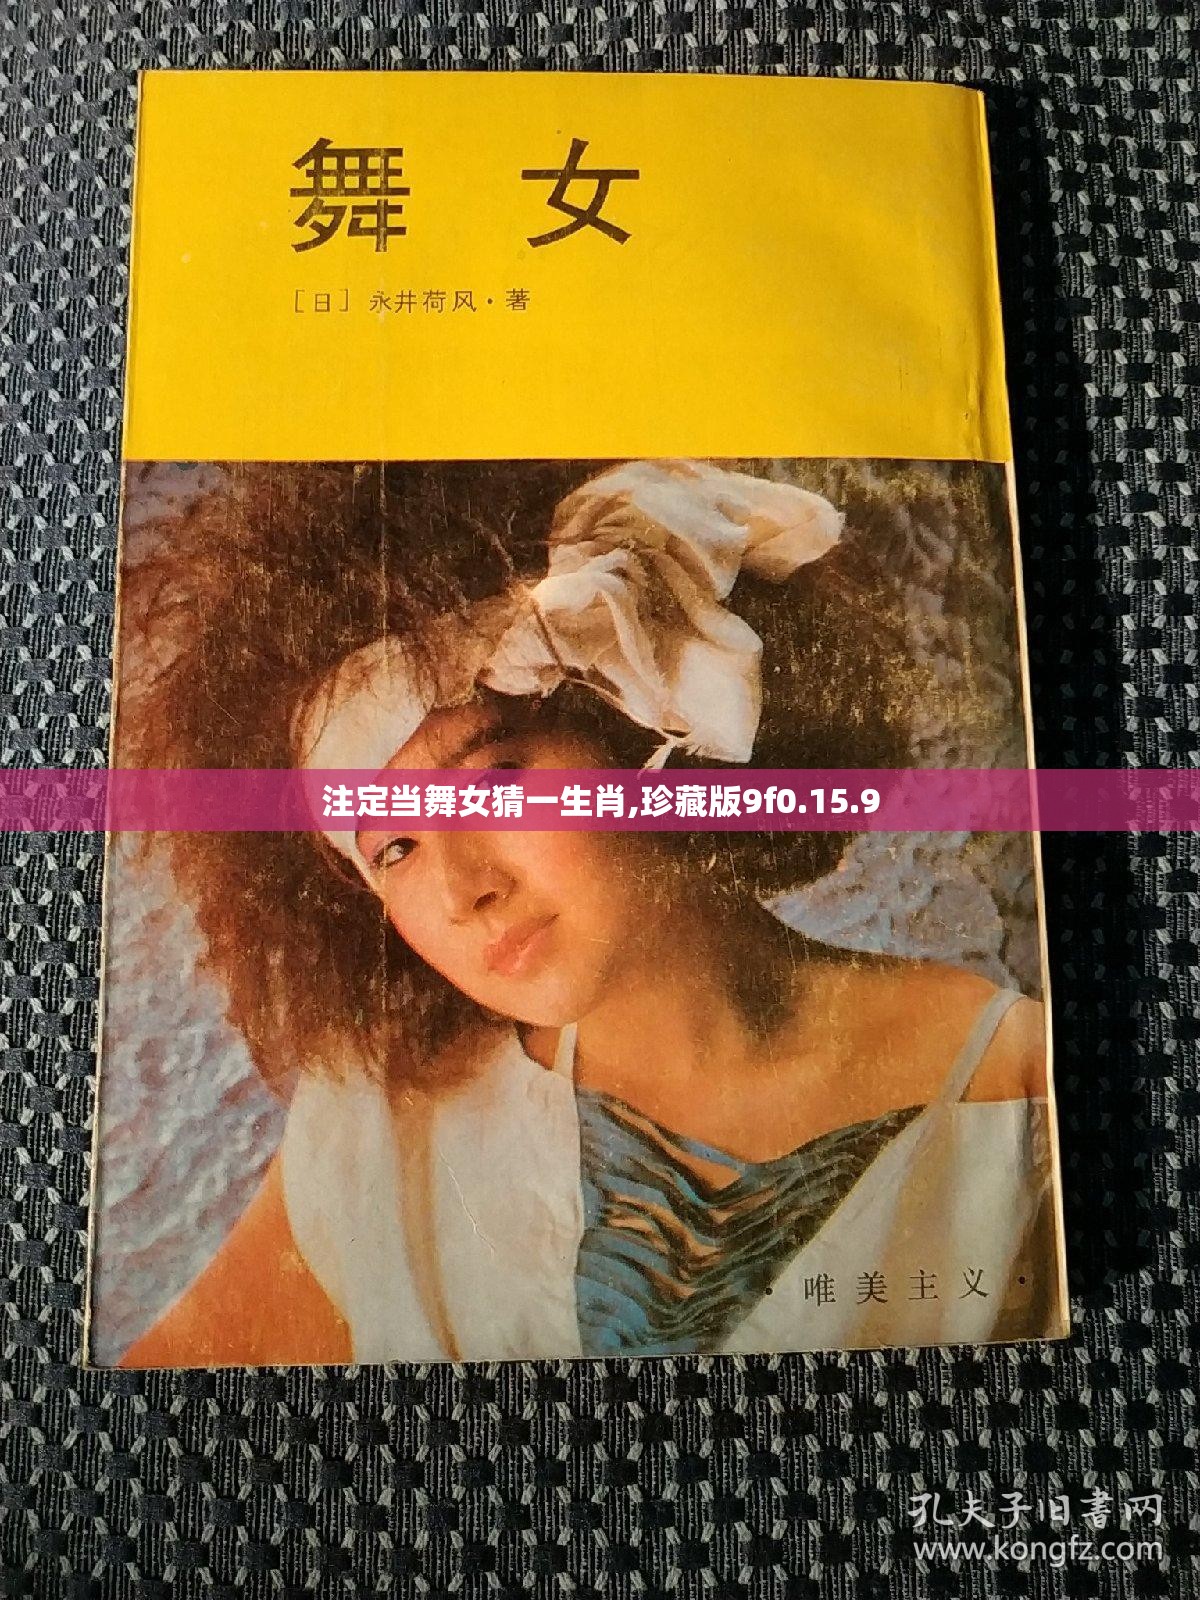 舞女
[日] 永井荷风·著
注定当舞女猜一生肖,珍藏版9f0.15.9
·唯美主义·
孔夫子旧書网
www.kongfz.com